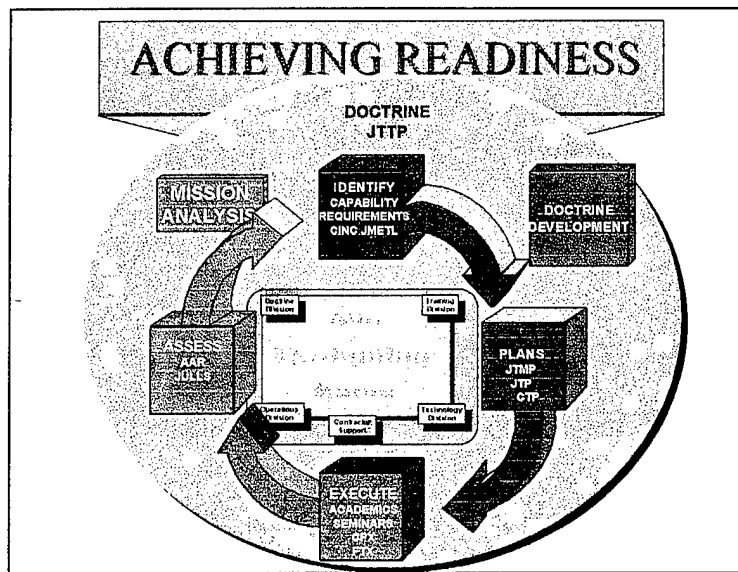 ACHIEVING READINESS
DOCTRINE
JTTP
MISSION
ANALYSIS
IDENTIFY
CAPABILITY
REQUIREMENTS
CINC JMETL
DOCTRINE
DEVELOPMENT
Doctrine
Division
Training
Division
ASSESS
AAR
JULLS
PLANS
JTMP
JTP
CTP
Operations
Division
Contractor
Support
Technology
Division
EXECUTE
ACADEMICS
SEMINARS
CPX
FTX